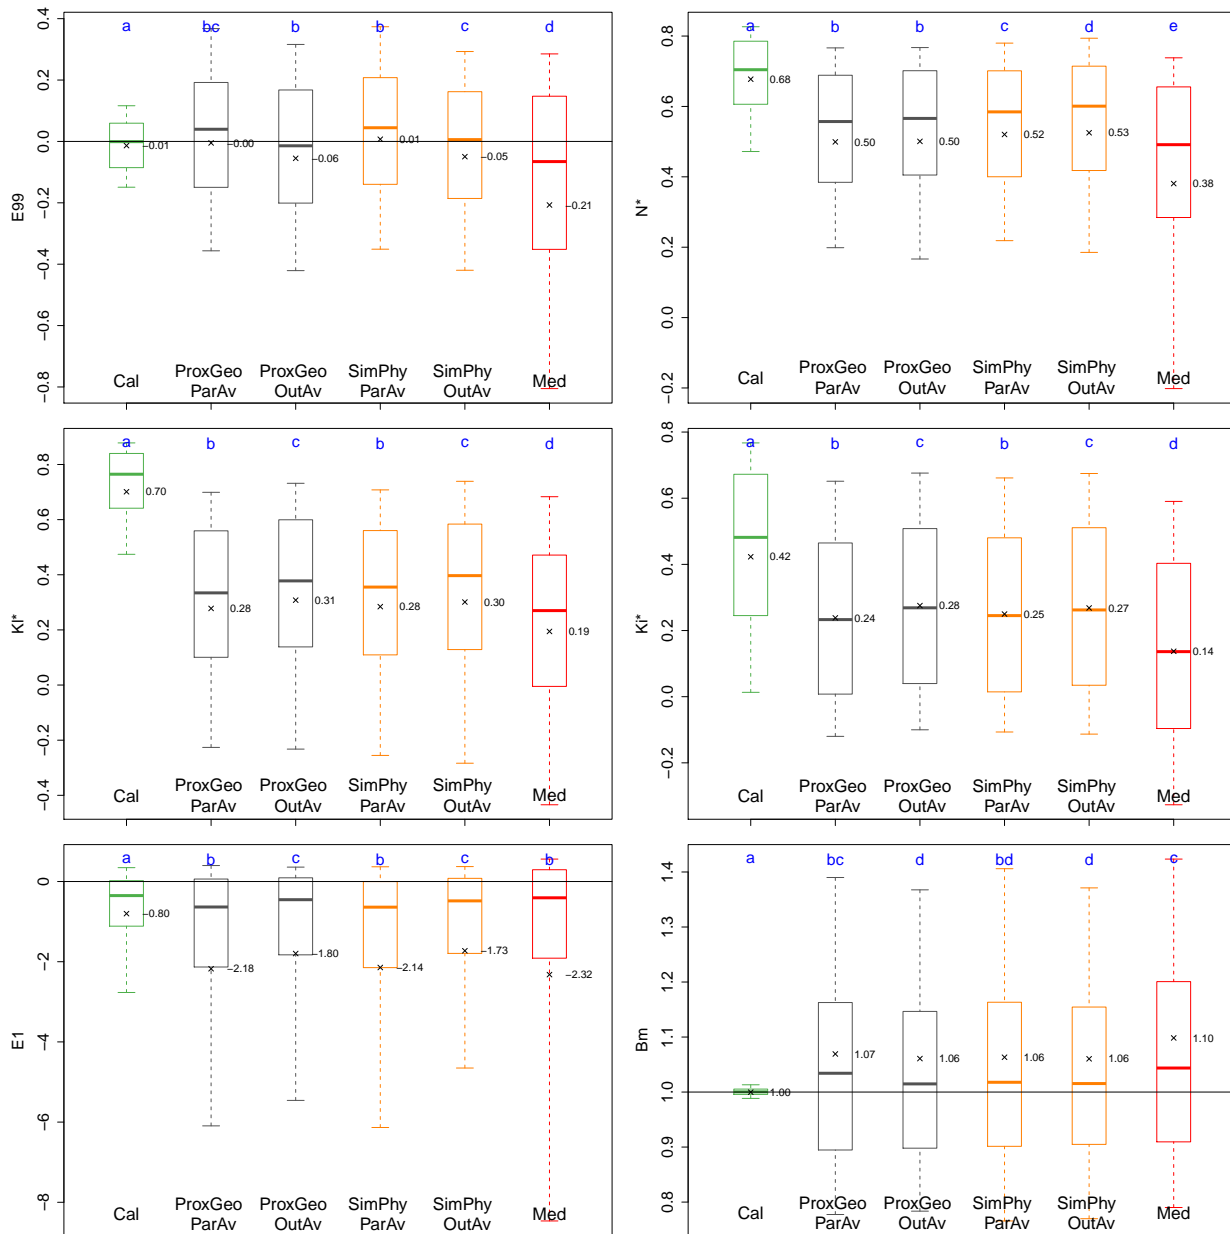 E99
0.4
0.2
0.0
−0.2
−0.4
−0.6
−0.8
a bc b b c b
−0.01 −0.00 −0.06 0.01 −0.05 −0.21
Cal ProxGeo ProxGeo SimPhy SimPhy Med
ParAv OutAv ParAv OutAv
N*
0.8
0.6
0.4
0.2
0.0
−0.2
a b b c d e
0.68 0.50 0.50 0.52 0.53 0.38
Cal ProxGeo ProxGeo SimPhy SimPhy Med
ParAv OutAv ParAv OutAv
Kl*
0.8
0.6
0.4
0.2
0.0
−0.2
−0.4
a b c b c d
0.70 0.28 0.31 0.28 0.30 0.19
Cal ProxGeo ProxGeo SimPhy SimPhy Med
ParAv OutAv ParAv OutAv
Ki*
0.8
0.6
0.4
0.2
0.0
−0.2
a b c b c d
0.42 0.24 0.28 0.25 0.27 0.14
Cal ProxGeo ProxGeo SimPhy SimPhy Med
ParAv OutAv ParAv OutAv
E1
0
−2
−4
−6
−8
a b c b c b
−0.80 −2.18 −1.80 −2.14 −1.73 −2.32
Cal ProxGeo ProxGeo SimPhy SimPhy Med
ParAv OutAv ParAv OutAv
Bm
1.4
1.3
1.2
1.1
1.0
0.9
0.8
a bc d bd d c
1.00 1.07 1.06 1.06 1.06 1.10
Cal ProxGeo ProxGeo SimPhy SimPhy Med
ParAv OutAv ParAv OutAv